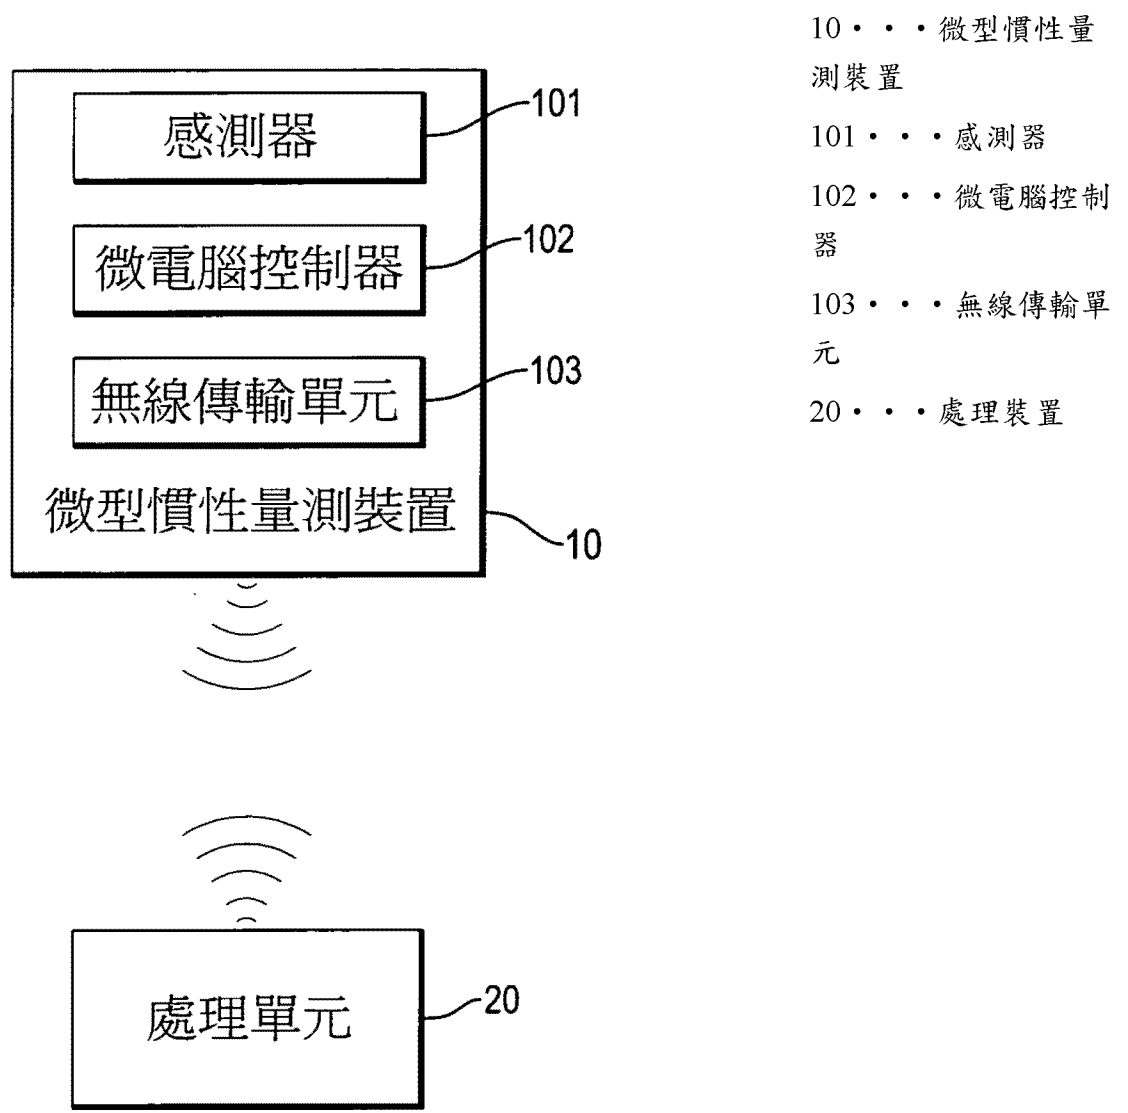 感測器
101
微電腦控制器
102
無線傳輸單元
103
微型慣性量測裝置
10
處理單元
20
10・・・微型慣性量
測裝置
101・・・感測器
102・・・微電腦控制
器
103・・・無線傳輸單
元
20・・・處理裝置